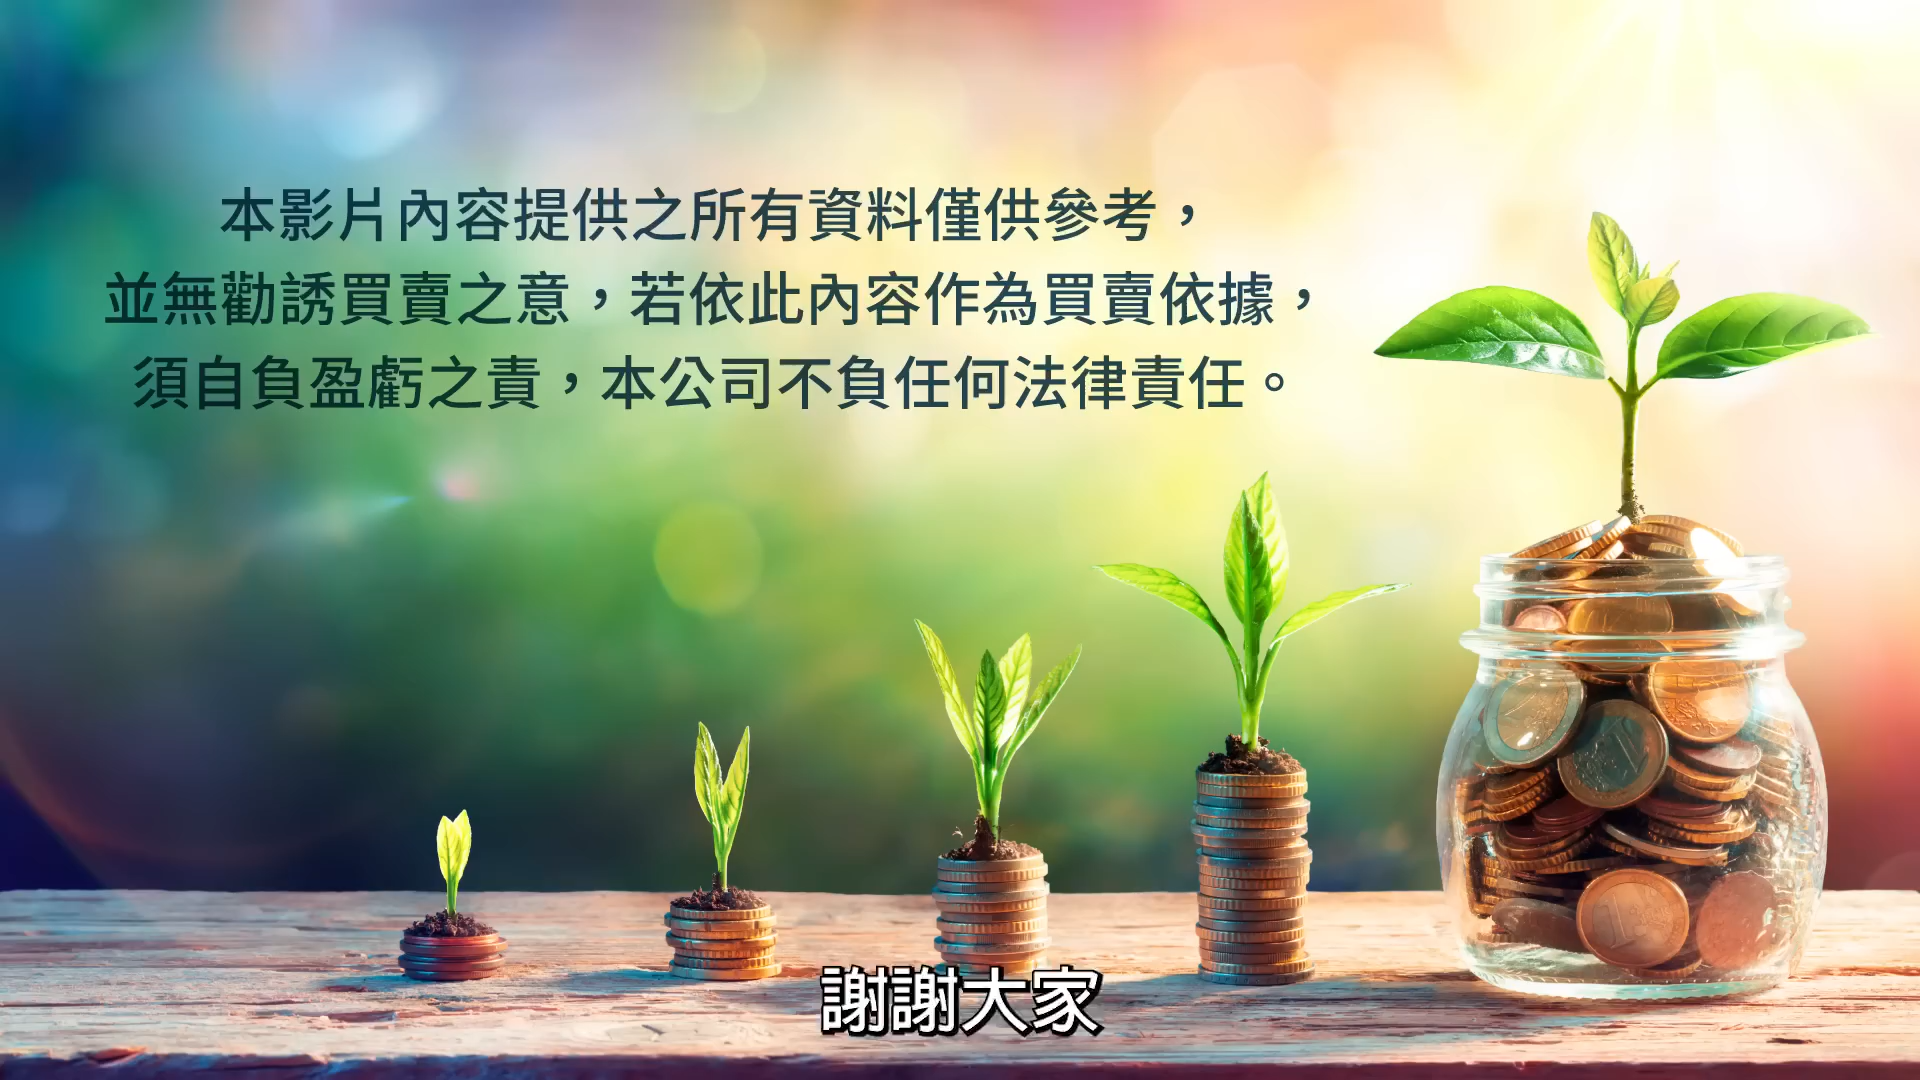 本影片內容提供之所有資料僅供參考，
並無勸誘買賣之意，若依此內容作為買賣依據，
須自負盈虧之責，本公司不負任何法律責任。
謝謝大家